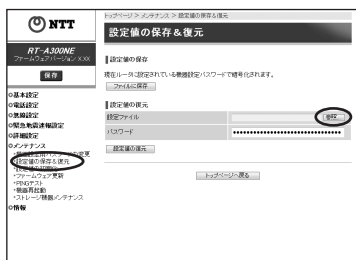 NTT
トップページ > メンテナンス > 設定値の保存&復元
設定値の保存&復元
RT-A300NE
ファームウェアバージョン X.XX
保存
基本設定
電話設定
無線設定
緊急地震速報設定
詳細設定
メンテナンス
設定値の保存&復元
ファームウェア更新
PINGテスト
機器再起動
ストレージ機器メンテナンス
情報
設定値の保存
現在ルータに設定されている機器設定パスワードで暗号化されます。
ファイルに保存
設定値の復元
設定ファイル
参照
パスワード
設定値の復元
トップページへ戻る